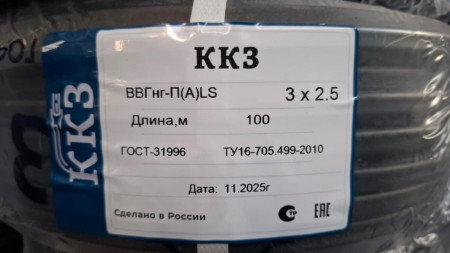 ККЗ
ККЗ
ВВГнг-П(А)LS 3 x 2.5
Длина,м 100
ГОСТ-31996 ТУ16-705.499-2010
Дата: 11.2025г
Сделано в России
ЕАС